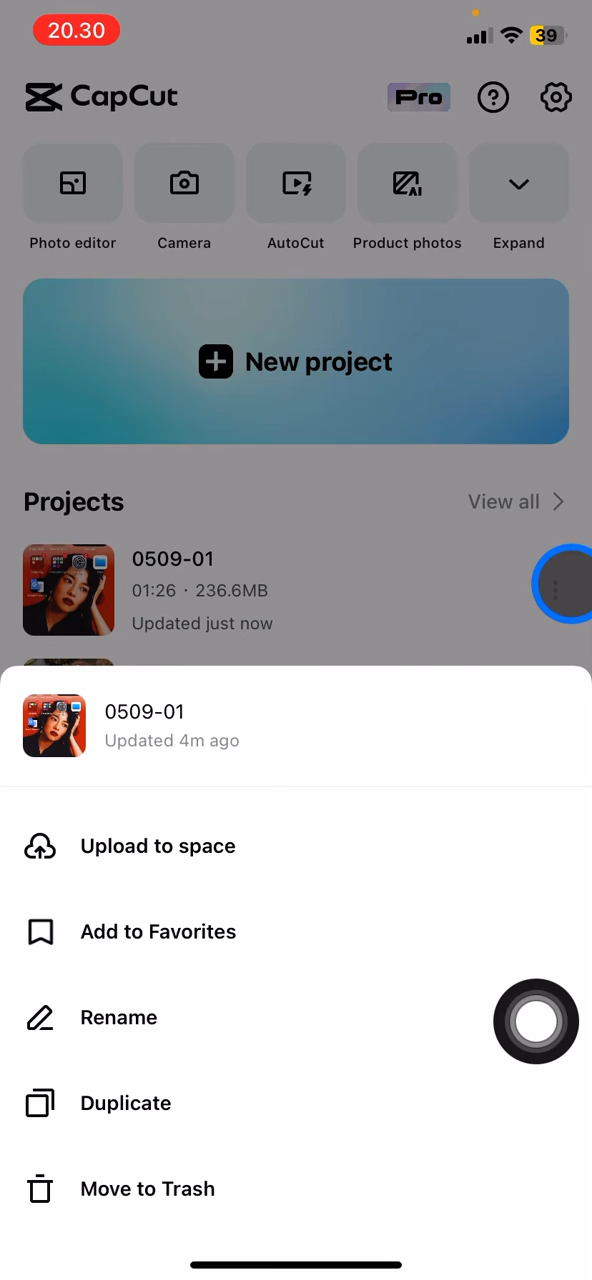 20.30
39
CapCut
Pro
Photo editor
Camera
AI
AutoCut
Product photos
Expand
New project
Projects
View all
0509-01
01:26 · 236.6MB
Updated just now
0509-01
Updated 4m ago
Upload to space
Add to Favorites
Rename
Duplicate
Move to Trash